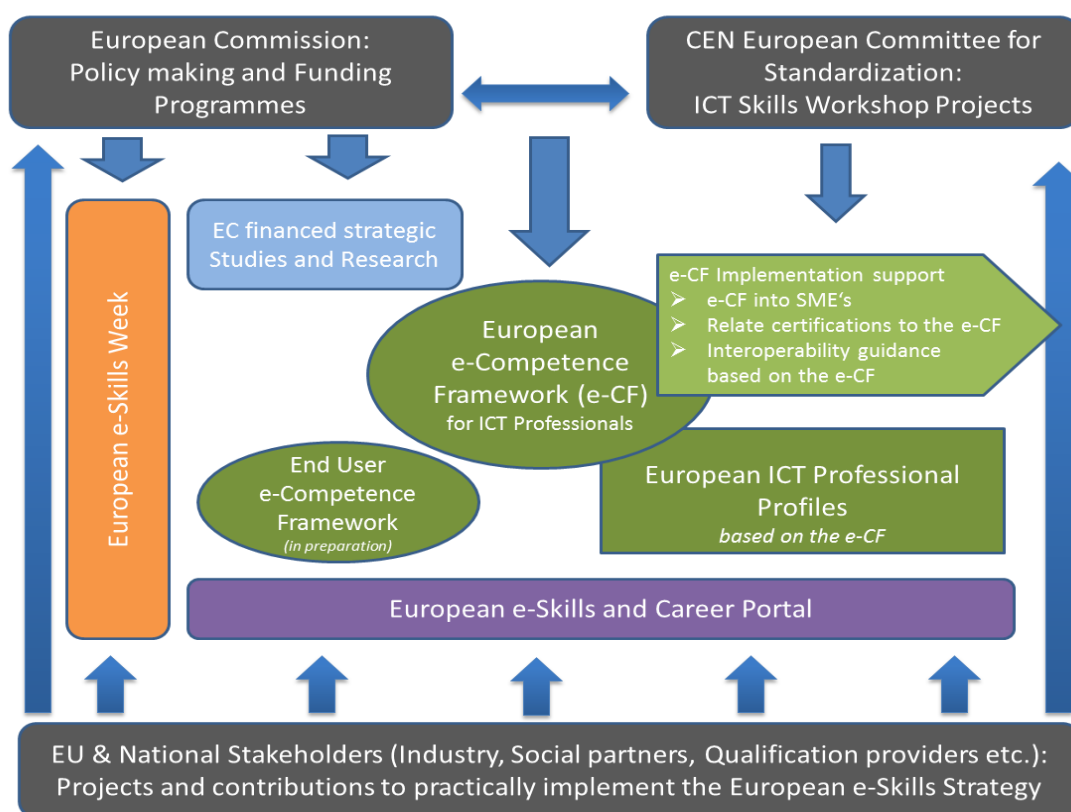 European Commission:
Policy making and Funding
Programmes
CEN European Committee for
Standardization:
ICT Skills Workshop Projects
European e-Skills Week
EC financed strategic
Studies and Research
European
e-Competence
Framework (e-CF)
for ICT Professionals
e-CF Implementation support
➢ e-CF into SME‘s
➢ Relate certifications to the e-CF
➢ Interoperability guidance
based on the e-CF
End User
e-Competence
Framework
(in preparation)
European ICT Professional
Profiles
based on the e-CF
European e-Skills and Career Portal
EU & National Stakeholders (Industry, Social partners, Qualification providers etc.):
Projects and contributions to practically implement the European e-Skills Strategy